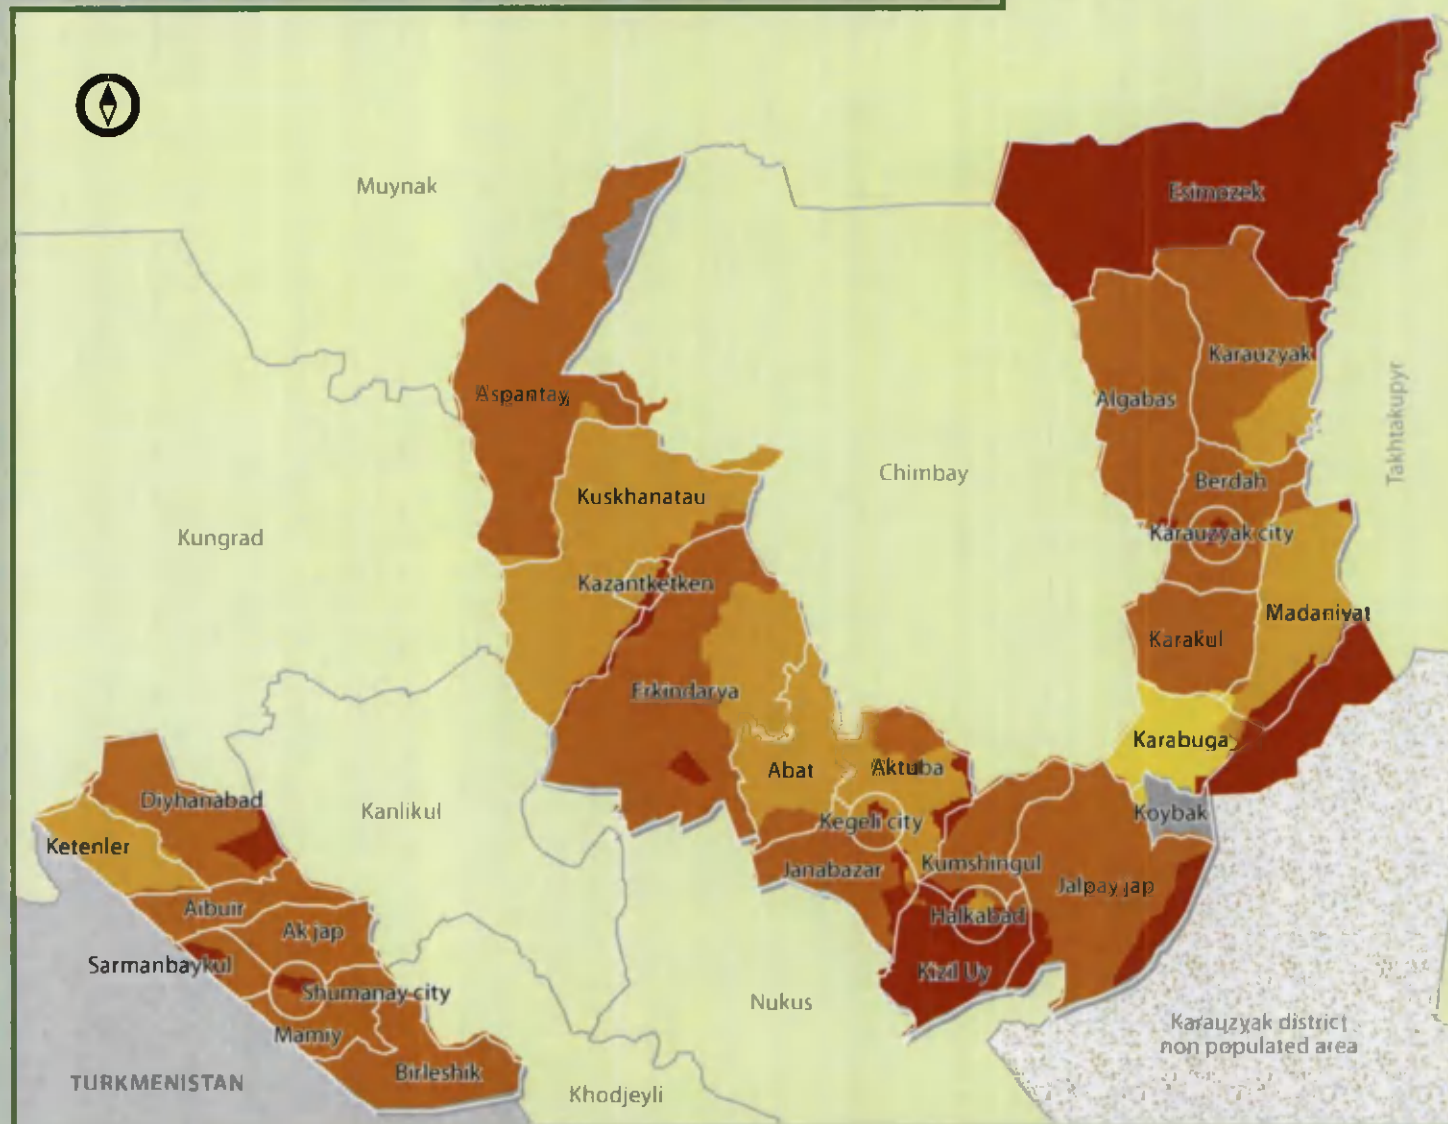 Muynak
Esimozek
Karauzyak
Aspantay
Algabas
Takhtakupyr
Chimbay
Berdah
Kuskhanatau
Kungrad
Karauzyak city
Kazantketken
Madaniyat
Karakul
Erkindarya
Karabuga
Abat
Aktuba
Diyhanabad
Kanlikul
Koybak
Kegeli city
Ketenler
Kumshingul
Janabazar
Jalpay jap
Aibuir
Halkabad
Ak jap
Sarmanbaykul
Kizil Uy
Shumanay city
Nukus
Karauzyak district
non populated area
Mamiy
Birleshik
TURKMENISTAN
Khodjeyli